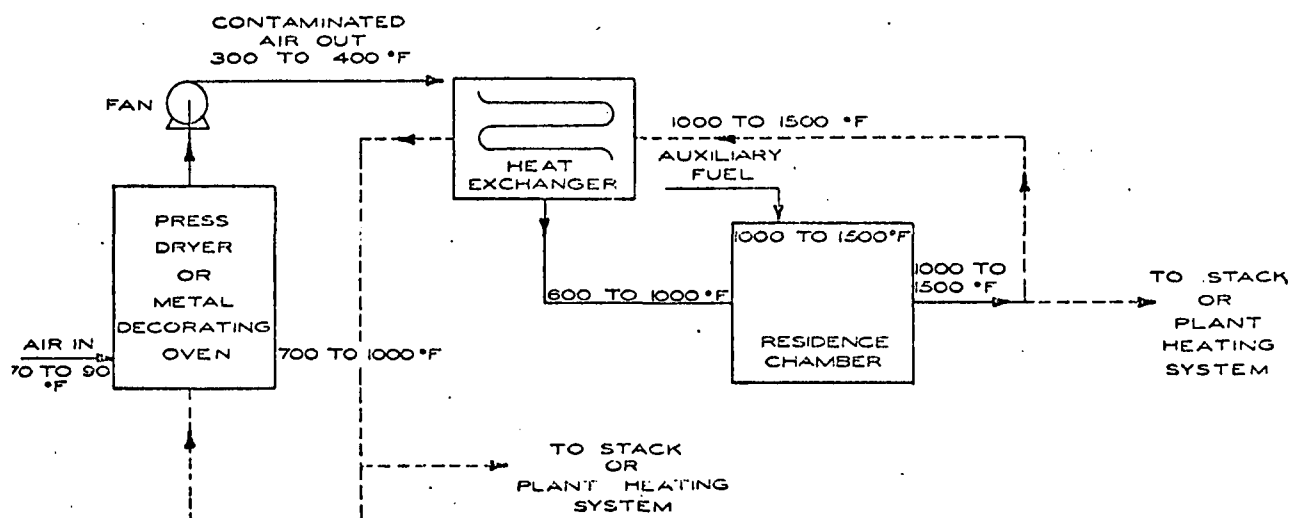 CONTAMINATED
AIR OUT
300 TO 400 °F
FAN
HEAT
EXCHANGER
1000 TO 1500 °F
AUXILIARY
FUEL
PRESS
DRYER
OR
METAL
DECORATING
OVEN
AIR IN
70 TO 90
°F
700 TO 1000 °F
600 TO 1000 °F
1000 TO 1500°F
RESIDENCE
CHAMBER
1000 TO
1500 °F
TO STACK
OR
PLANT
HEATING
SYSTEM
TO STACK
OR
PLANT HEATING
SYSTEM